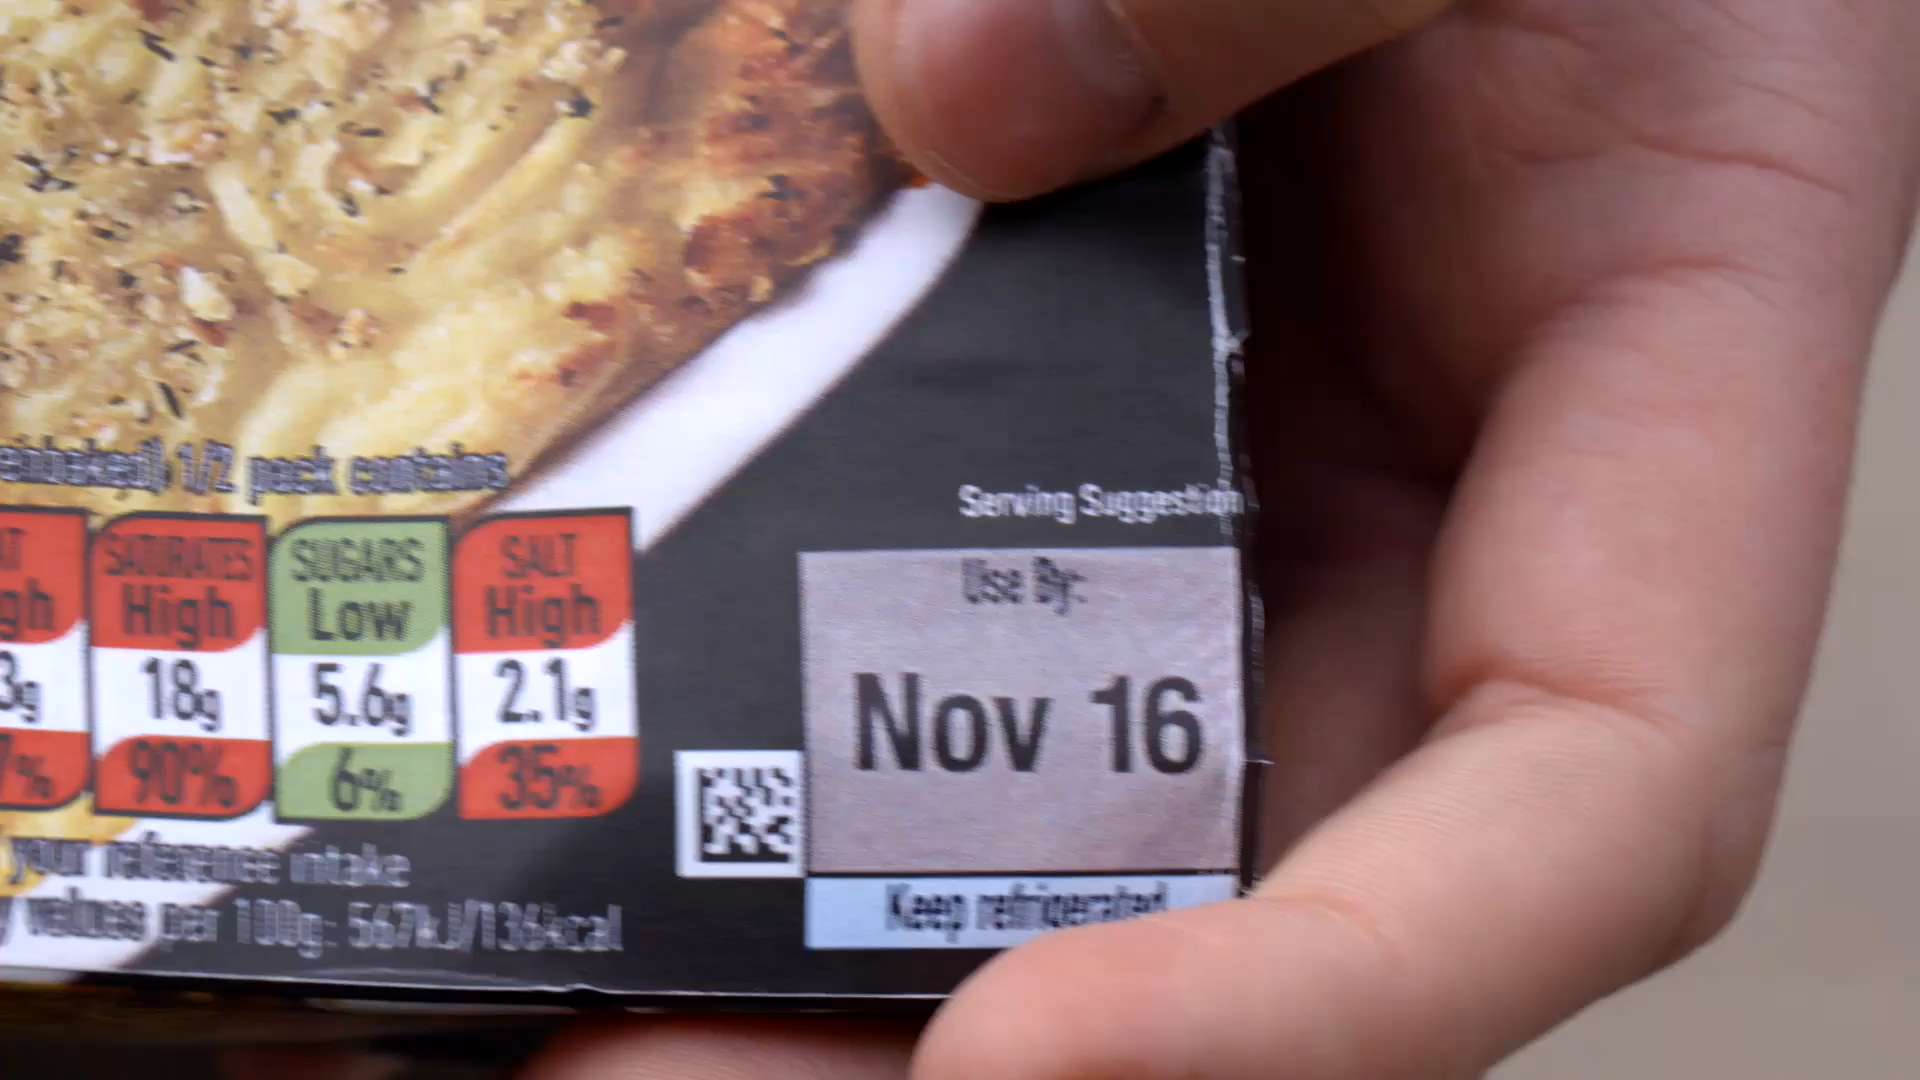 1/2 pack contains
SATURATES
High
18g
90%
SUGARS
Low
5.6g
6%
SALT
High
2.1g
35%
your reference intake
values per 100g: 567kJ/136kcal
Serving Suggestion
Use By:
Nov 16
Keep refrigerated